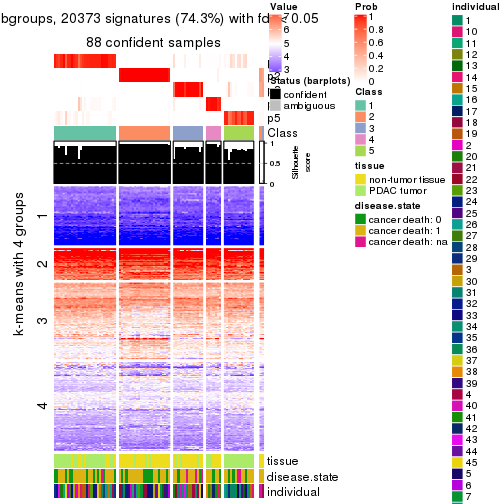 bgroups, 20373 signatures (74.3%) with fdr < 0.05
88 confident samples
p2
p5
Class
1
0.5
0
Silhouette
score
k-means with 4 groups
1
2
3
4
tissue
disease.state
individual
Value
6
5
4
3
Status (barplots)
confident
ambiguous
Prob
1
0.8
0.6
0.4
0.2
0
Class
1
2
3
4
5
tissue
non-tumor tissue
PDAC tumor
disease.state
cancer death: 0
cancer death: 1
cancer death: na
individual
1
10
11
12
13
14
15
16
17
18
19
2
20
21
22
23
24
25
26
27
28
29
3
30
31
32
33
34
35
36
37
38
39
4
40
41
42
43
44
45
5
6
7